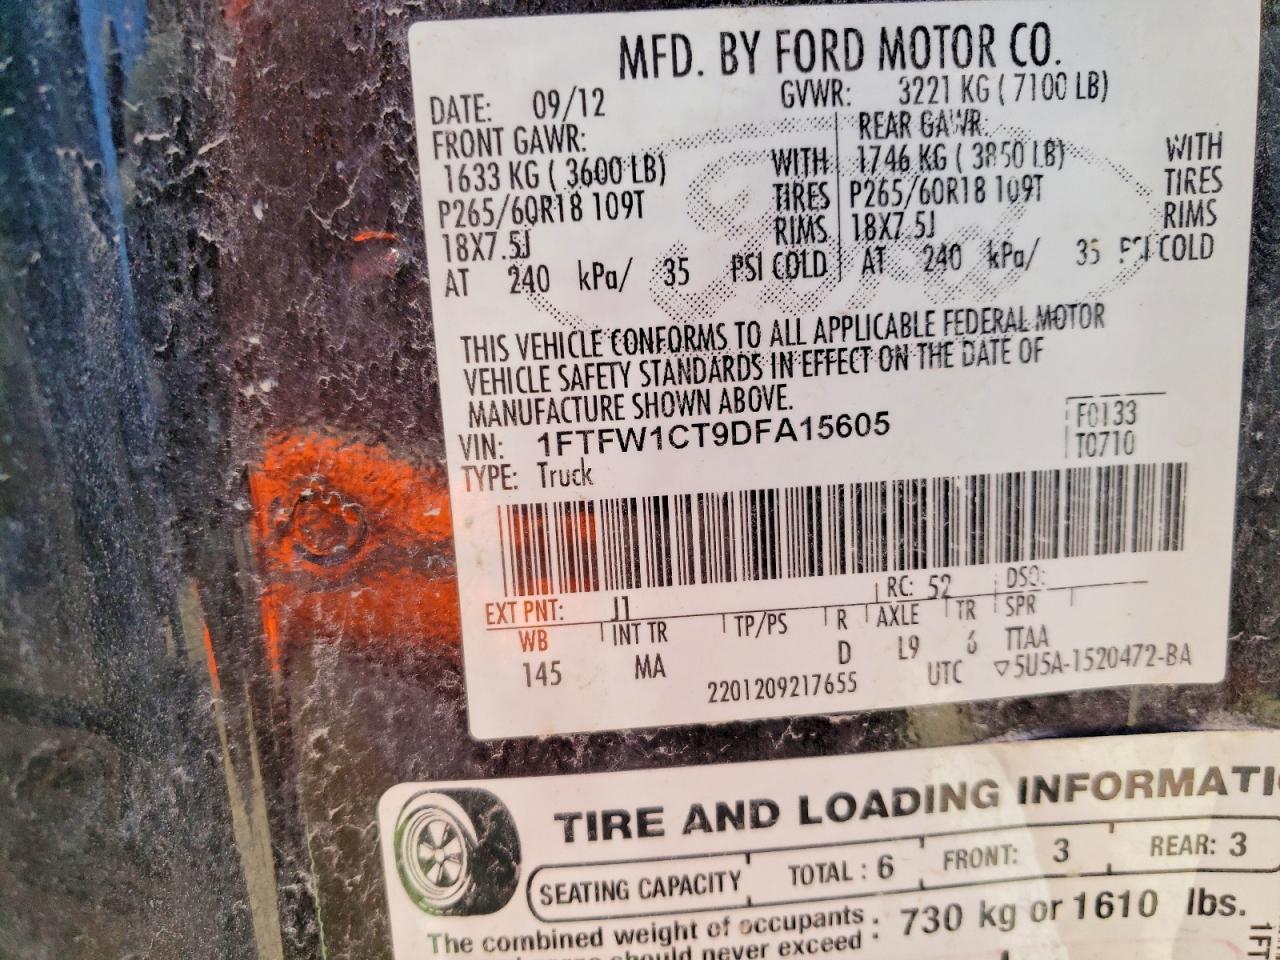 MFD. BY FORD MOTOR CO.
DATE: 09/12 GVWR: 3221 KG ( 7100 LB)
FRONT GAWR: REAR GAWR:
1633 KG ( 3600 LB) WITH 1746 KG ( 3850 LB) WITH
P265/60R18 109T TIRES P265/60R18 109T TIRES
18X7.5J RIMS 18X7.5J RIMS
AT 240 kPa/ 35 PSI COLD AT 240 kPa/ 35 PSI COLD
THIS VEHICLE CONFORMS TO ALL APPLICABLE FEDERAL MOTOR
VEHICLE SAFETY STANDARDS IN EFFECT ON THE DATE OF
MANUFACTURE SHOWN ABOVE.
VIN: 1FTFW1CT9DFA15605 F0133
TYPE: Truck T0710
EXT PNT: J1 RC: 52 DSO:
WB INT TR TP/PS R AXLE TR SPR
145 MA D L9 6 TTAA
2201209217655 UTC ▽5U5A-1520472-BA
TIRE AND LOADING INFORMATI
SEATING CAPACITY TOTAL : 6 FRONT: 3 REAR: 3
The combined weight of occupants : 730 kg or 1610 lbs.
should never exceed
1FT